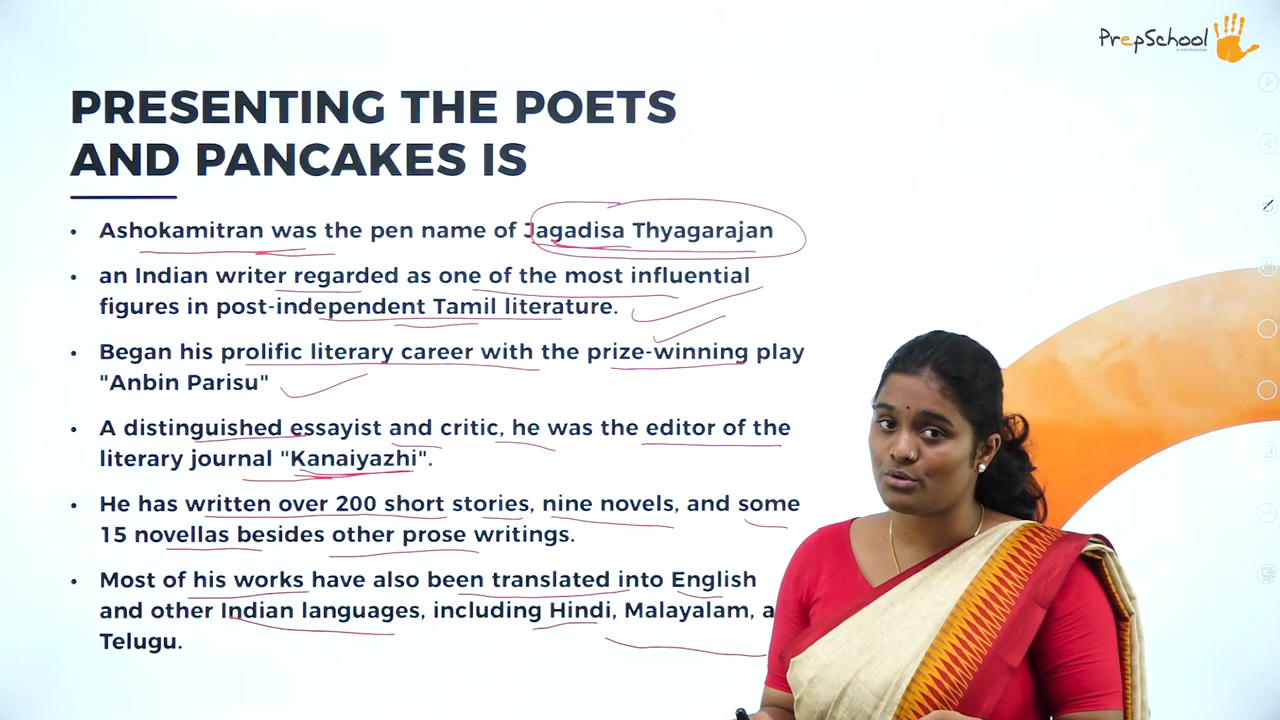 PrepSchool
PRESENTING THE POETS
AND PANCAKES IS
• Ashokamitran was the pen name of Jagadisa Thyagarajan
• an Indian writer regarded as one of the most influential
figures in post-independent Tamil literature.
• Began his prolific literary career with the prize-winning play
"Anbin Parisu"
• A distinguished essayist and critic, he was the editor of the
literary journal "Kanaiyazhi".
• He has written over 200 short stories, nine novels, and some
15 novellas besides other prose writings.
• Most of his works have also been translated into English
and other Indian languages, including Hindi, Malayalam, a
Telugu.